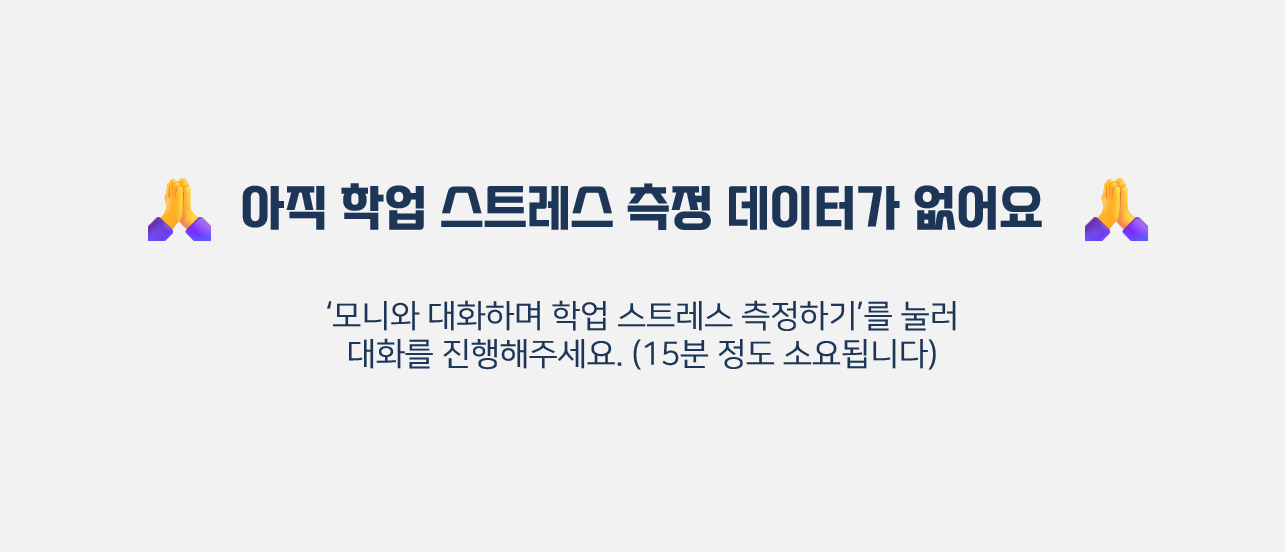 아직 학업 스트레스 측정 데이터가 없어요
‘모니와 대화하며 학업 스트레스 측정하기’를 눌러
대화를 진행해주세요. (15분 정도 소요됩니다)